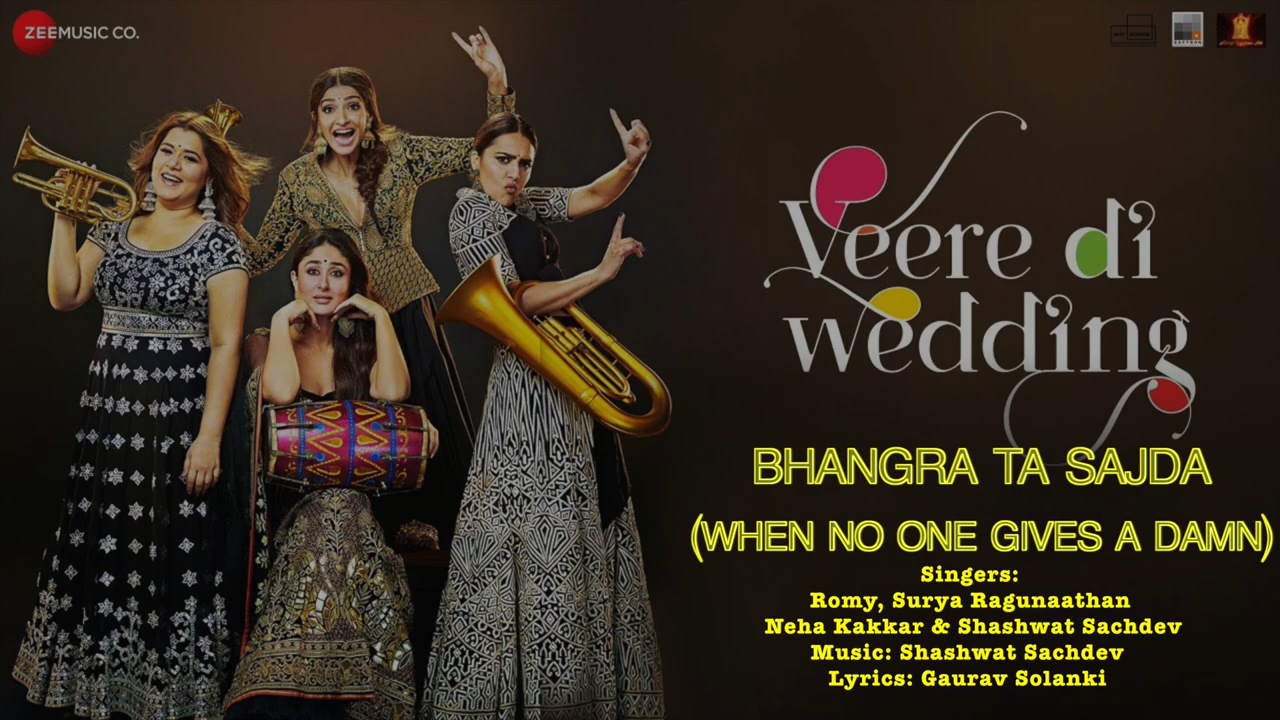 ZEEMUSIC CO.
Veere di
wedding
BHANGRA TA SAJDA
(WHEN NO ONE GIVES A DAMN)
Singers:
Romy, Surya Ragunaathan
Neha Kakkar & Shashwat Sachdev
Music: Shashwat Sachdev
Lyrics: Gaurav Solanki